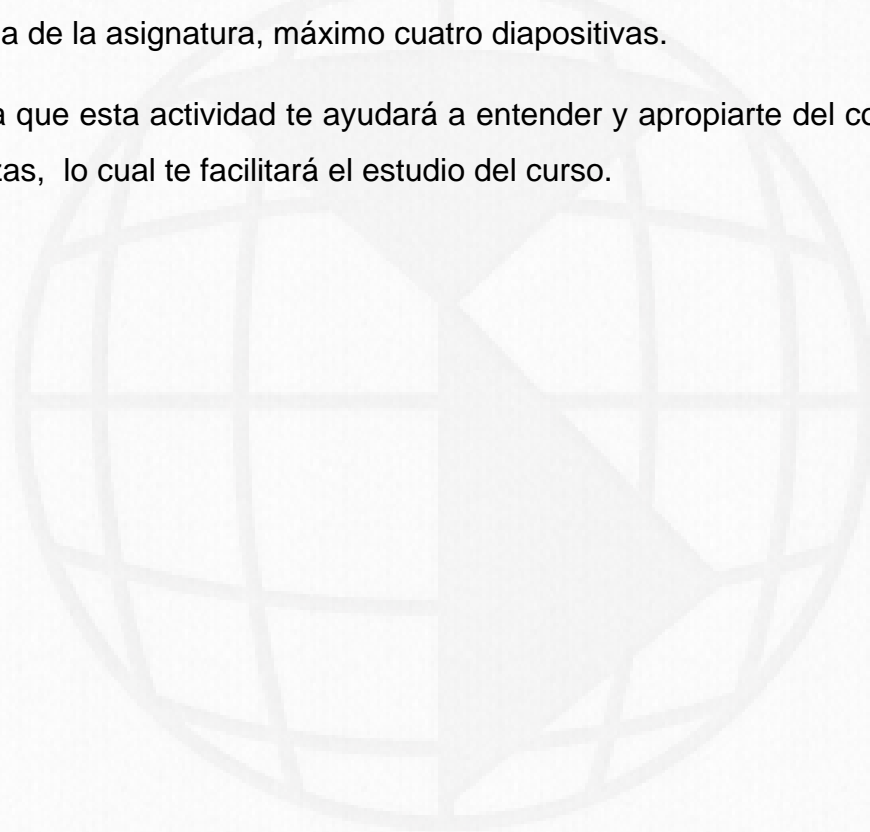 a de la asignatura, máximo cuatro diapositivas.
a que esta actividad te ayudará a entender y apropiarte del co
zas, lo cual te facilitará el estudio del curso.